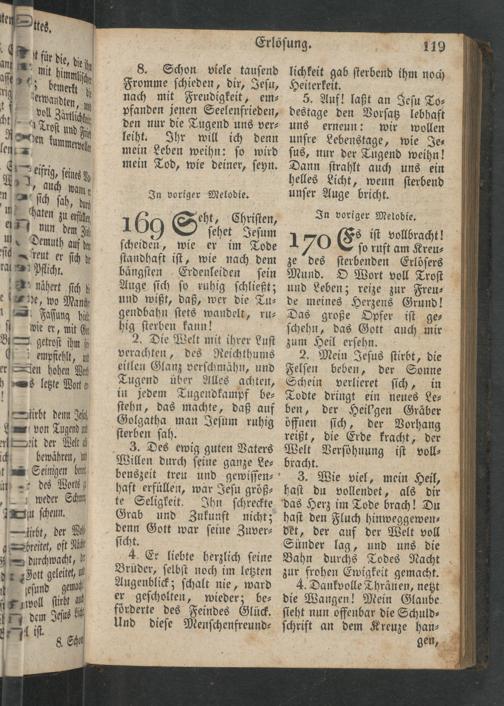 Erlösung.
119
8. Schon viele tausend
Fromme schieden, dir, Jesu,
nach mit Freudigkeit, em-
pfanden jenen Seelenfrieden,
den nur die Tugend uns ver-
leiht. Ihr will ich denn
mein Leben weihn: so wird
mein Tod, wie deiner, seyn.
In voriger Melodie.
169 Seht, Christen,
sehet Jesum
scheiden, wie er im Tode
standhaft ist, wie nach dem
bängsten Erdenleiden sein
Auge sich so ruhig schließt;
und wißt, daß, wer die Tu-
gendbahn stets wandelt, ru-
hig sterben kann!
2. Die Welt mit ihrer Lust
verachten, des Reichthums
eitlen Glanz verschmähn, und
Tugend über Alles achten,
in jedem Tugendkampf be-
stehn, das machte, daß auf
Golgatha man Jesum ruhig
sterben sah.
3. Des ewig guten Vaters
Willen durch seine ganze Le-
benszeit treu und gewissen-
haft erfüllen, war Jesu größ-
te Seligkeit. Ihn schreckte
Grab und Zukunft nicht;
denn Gott war seine Zuver-
sicht.
4. Er liebte herzlich seine
Brüder, selbst noch im letzten
Augenblick; schalt nie, ward
er gescholten, wieder; be-
förderte des Feindes Glück.
Und diese Menschenfreund-
lichkeit gab sterbend ihm noch
Heiterkeit.
5. Auf! laßt an Jesu To-
destage den Vorsatz lebhaft
uns erneun: wir wollen
unsre Lebenstage, wie Je-
sus, nur der Tugend weihn!
Dann strahlt auch uns ein
helles Licht, wenn sterbend
unser Auge bricht.
In voriger Melodie.
170 Es ist vollbracht!
so ruft am Kreu-
ze des sterbenden Erlösers
Mund. O Wort voll Trost
und Leben; reize zur Freu-
de meines Herzens Grund!
Das große Opfer ist ge-
schehn, das Gott auch mir
zum Heil ersehn.
2. Mein Jesus stirbt, die
Felsen beben, der Sonne
Schein verlieret sich, in
Todte dringt ein neues Le-
ben, der Heil'gen Gräber
öffnen sich, der Vorhang
reißt, die Erde kracht, der
Welt Versöhnung ist voll-
bracht.
3. Wie viel, mein Heil,
hast du vollendet, als dir
das Herz im Tode brach! Du
hast den Fluch hinweggewen-
det, der auf der Welt voll
Sünder lag, und uns die
Bahn durchs Todes Nacht
zur frohen Ewigkeit gemacht.
4. Dankvolle Thränen, netzt
die Wangen! Mein Glaube
sieht nun offenbar die Schuld-
schrift an dem Kreuze han-
gen,